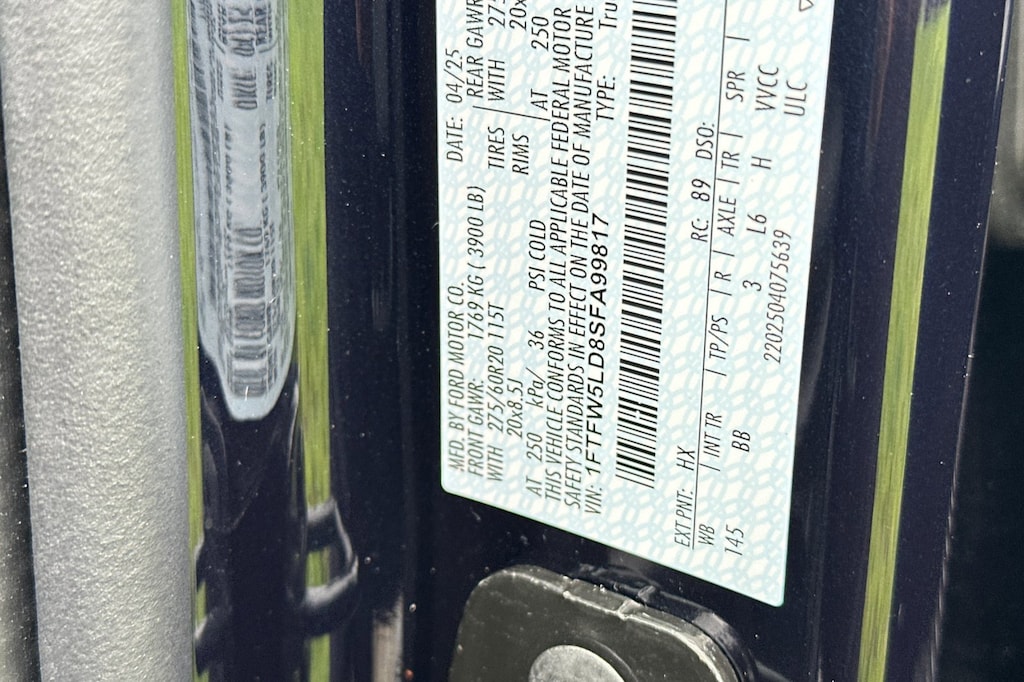 MFD. BY FORD MOTOR CO.
DATE: 04/25
FRONT GAWR: 1769 KG ( 3900 LB)
REAR GAWR
WITH 275/60R20 115T TIRES WITH 275
20x8.5J RIMS 20x
AT 250 kPa/ 36 PSI COLD AT 250
THIS VEHICLE CONFORMS TO ALL APPLICABLE FEDERAL MOTOR
SAFETY STANDARDS IN EFFECT ON THE DATE OF MANUFACTURE
VIN: 1FTFW5LD8SFA99817 TYPE: Tru
EXT PNT: HX RC: 89 DSO:
WB INT TR TP/PS R AXLE TR SPR
145 BB 3 L6 H VVCC
2202504075639 ULC